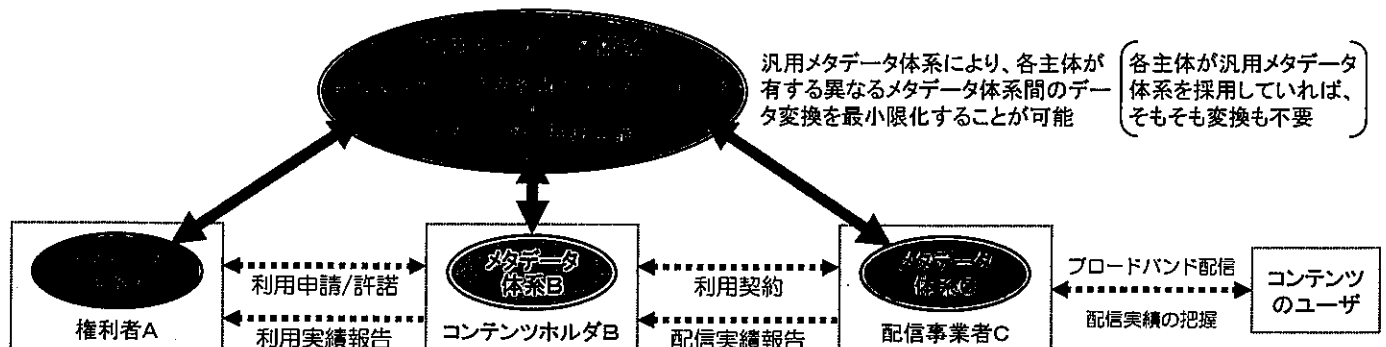 汎用メタデータ体系により、各主体が
有する異なるメタデータ体系間のデー
タ変換を最小限化することが可能
各主体が汎用メタデータ
体系を採用していれば、
そもそも変換も不要
メタデータ
体系B
メタデータ
体系C
利用申請/許諾
利用契約
ブロードバンド配信
コンテンツ
のユーザ
権利者A
利用実績報告
コンテンツホルダB
配信実績報告
配信事業者C
配信実績の把握